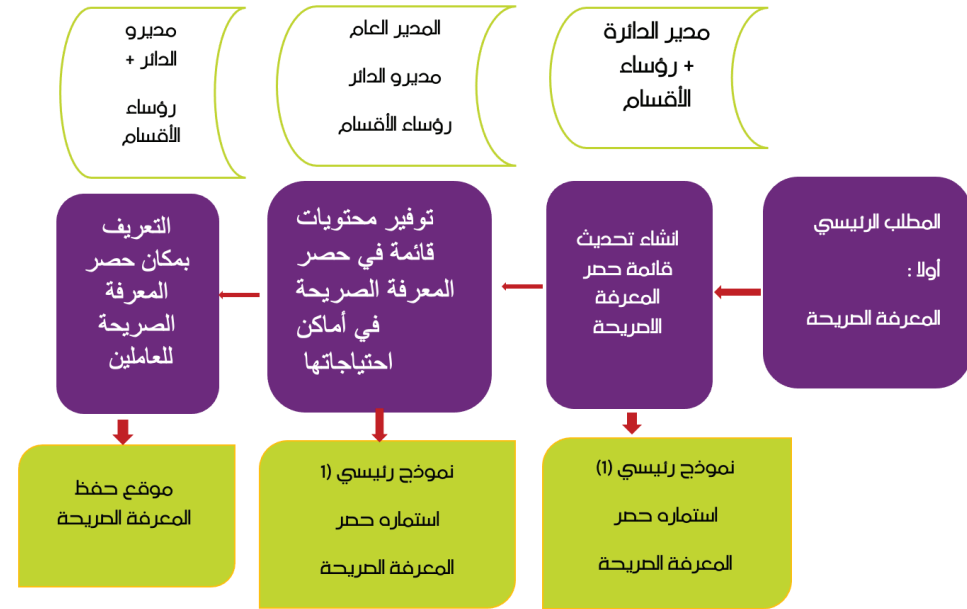 مدير الدائرة
+ رؤساء
الأقسام
المدير العام
مديرو الدائر
رؤساء الأقسام
مديرو
الدائر +
رؤساء
الأقسام
المطلب الرئيسي
أولا :
المعرفة الصريحة
انشاء تحديث
قائمة حصر
المعرفة
الاصريحة
توفير محتويات
قائمة في حصر
المعرفة الصريحة
في أماكن
احتياجاتها
التعريف
بمكان حصر
المعرفة
الصريحة
للعاملين
نموذج رئيسي (1)
استماره حصر
المعرفة الصريحة
نموذج رئيسي (1
استماره حصر
المعرفة الصريحة
موقع حفظ
المعرفة الصريحة